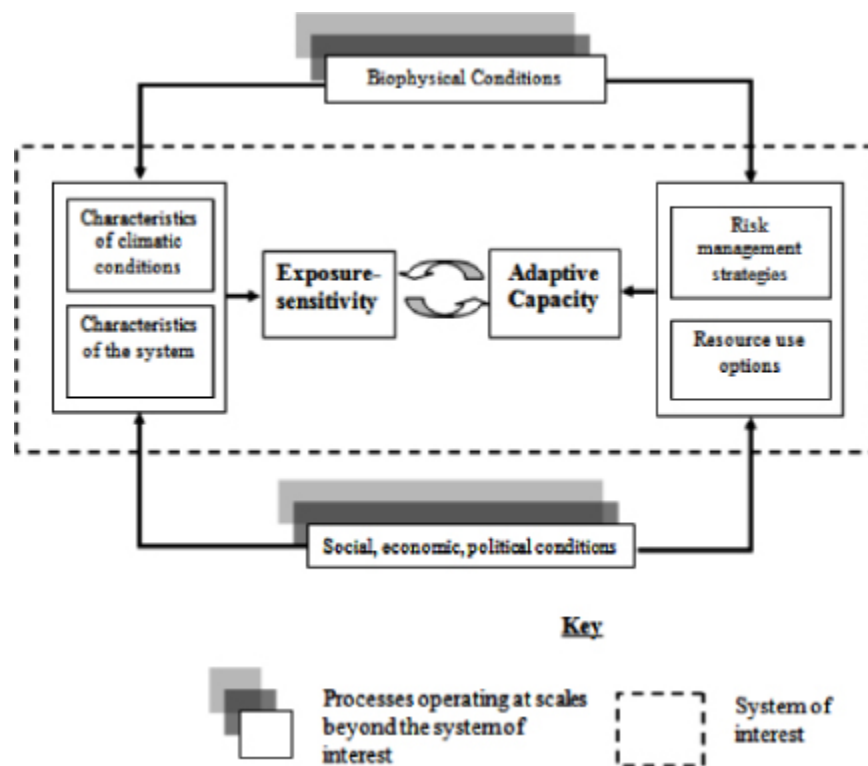 Biophysical Conditions
Characteristics
of climatic
conditions
Characteristics
of the system
Exposure-
sensitivity
Adaptive
Capacity
Risk
management
strategies
Resource use
options
Social, economic, political conditions
Key
Processes operating at scales
beyond the system of
interest
System of
interest